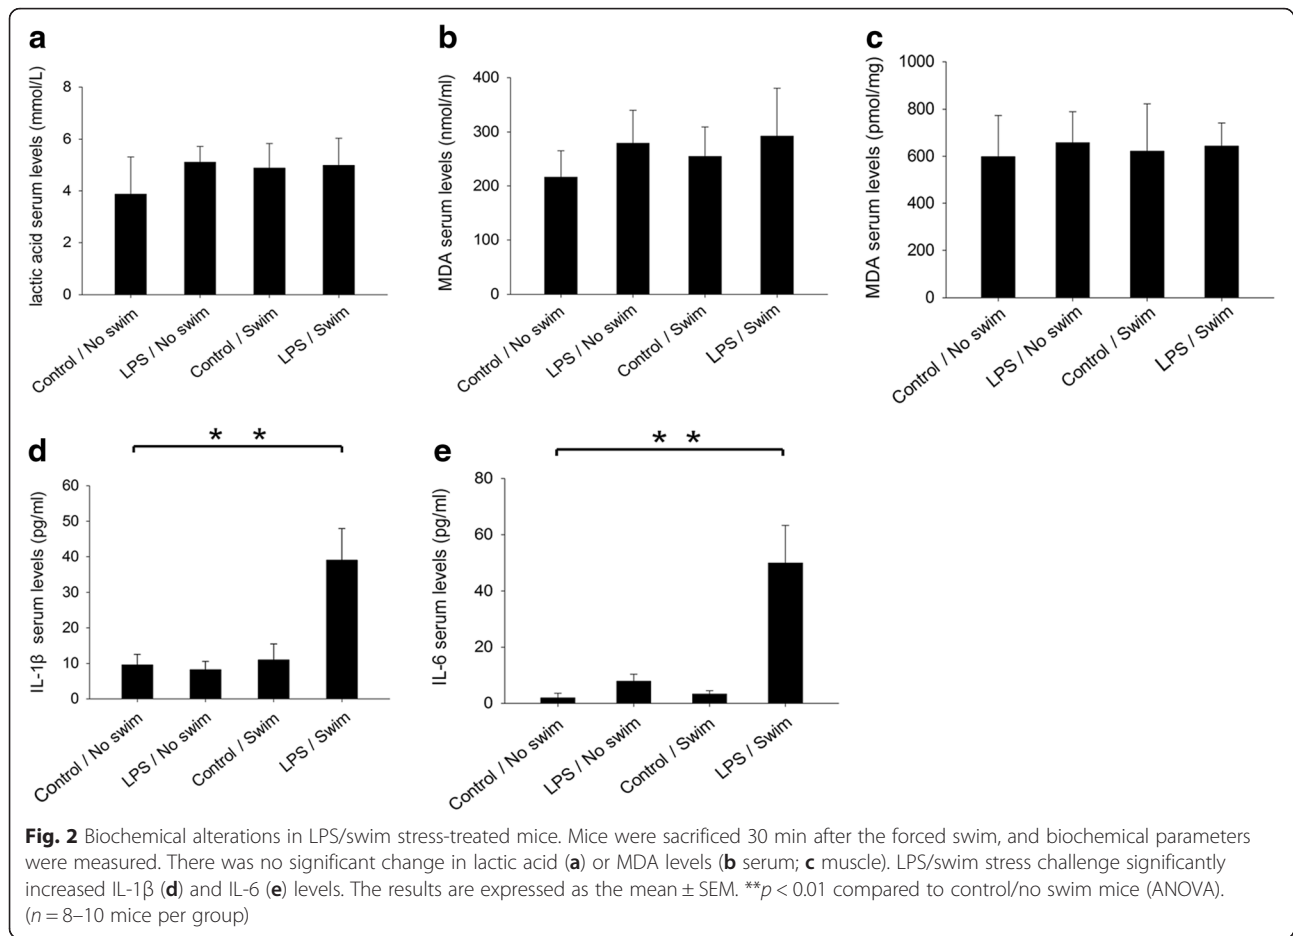 a
lactic acid serum levels (mmol/L)
8
6
4
2
0
Control / No swim
LPS / No swim
Control / Swim
LPS / Swim
b
MDA serum levels (nmol/ml)
400
300
200
100
0
Control / No swim
LPS / No swim
Control / Swim
LPS / Swim
c
MDA serum levels (pmol/mg)
1000
800
600
400
200
0
Control / No swim
LPS / No swim
Control / Swim
LPS / Swim
d
* *
IL-1β serum levels (pg/ml)
60
50
40
30
20
10
0
Control / No swim
LPS / No swim
Control / Swim
LPS / Swim
e
* *
IL-6 serum levels (pg/ml)
80
60
40
20
0
Control / No swim
LPS / No swim
Control / Swim
LPS / Swim
Fig. 2 Biochemical alterations in LPS/swim stress-treated mice. Mice were sacrificed 30 min after the forced swim, and biochemical parameters
were measured. There was no significant change in lactic acid (a) or MDA levels (b serum; c muscle). LPS/swim stress challenge significantly
increased IL-1β (d) and IL-6 (e) levels. The results are expressed as the mean ± SEM. **p < 0.01 compared to control/no swim mice (ANOVA).
(n = 8–10 mice per group)